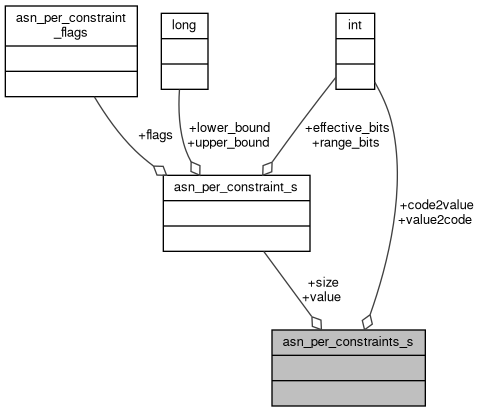 asn_per_constraint
_flags
long
int
+flags
+lower_bound
+upper_bound
+effective_bits
+range_bits
asn_per_constraint_s
+code2value
+value2code
+size
+value
asn_per_constraints_s